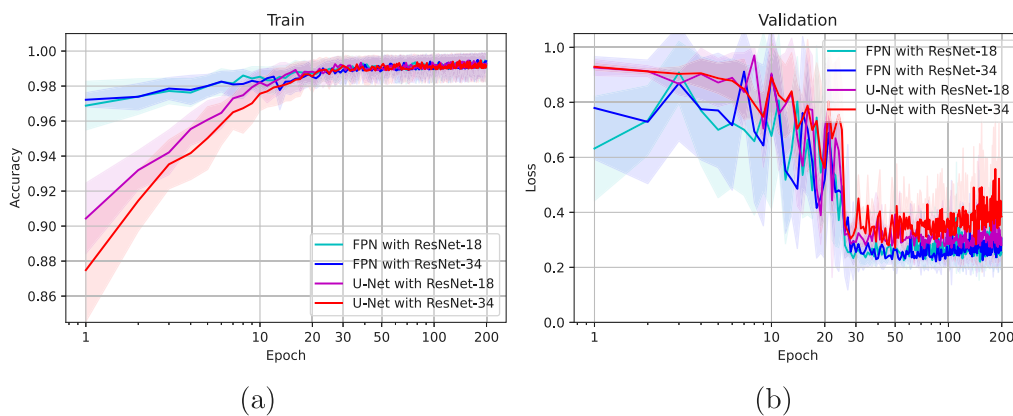 Train
Accuracy
1.00
0.98
0.96
0.94
0.92
0.90
0.88
0.86
FPN with ResNet-18
FPN with ResNet-34
U-Net with ResNet-18
U-Net with ResNet-34
1 10 20 30 50 100 200
Epoch
(a)
Validation
Loss
1.0
0.8
0.6
0.4
0.2
0.0
FPN with ResNet-18
FPN with ResNet-34
U-Net with ResNet-18
U-Net with ResNet-34
1 10 20 30 50 100 200
Epoch
(b)